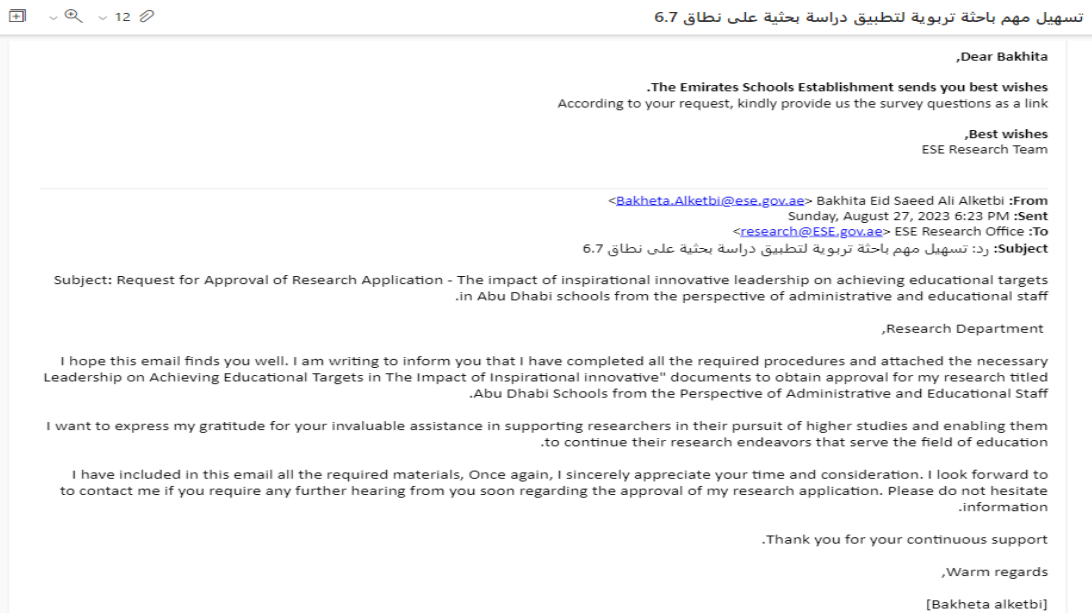 تسهيل مهم باحثة تربوية لتطبيق دراسة بحثية على نطاق 6.7
12
Dear Bakhita,
The Emirates Schools Establishment sends you best wishes.
According to your request, kindly provide us the survey questions as a link
Best wishes,
ESE Research Team
From: Bakhita Eid Saeed Ali Alketbi <Bakheta.Alketbi@ese.gov.ae>
Sent: Sunday, August 27, 2023 6:23 PM
To: ESE Research Office <research@ESE.gov.ae>
Subject: رد: تسهيل مهم باحثة تربوية لتطبيق دراسة بحثية على نطاق 6.7
Subject: Request for Approval of Research Application - The impact of inspirational innovative leadership on achieving educational targets
in Abu Dhabi schools from the perspective of administrative and educational staff.
Research Department,
I hope this email finds you well. I am writing to inform you that I have completed all the required procedures and attached the necessary
Leadership on Achieving Educational Targets in The Impact of Inspirational innovative" documents to obtain approval for my research titled
Abu Dhabi Schools from the Perspective of Administrative and Educational Staff.
I want to express my gratitude for your invaluable assistance in supporting researchers in their pursuit of higher studies and enabling them
to continue their research endeavors that serve the field of education.
I have included in this email all the required materials, Once again, I sincerely appreciate your time and consideration. I look forward to
to contact me if you require any further hearing from you soon regarding the approval of my research application. Please do not hesitate
information.
Thank you for your continuous support.
Warm regards,
[Bakheta alketbi]